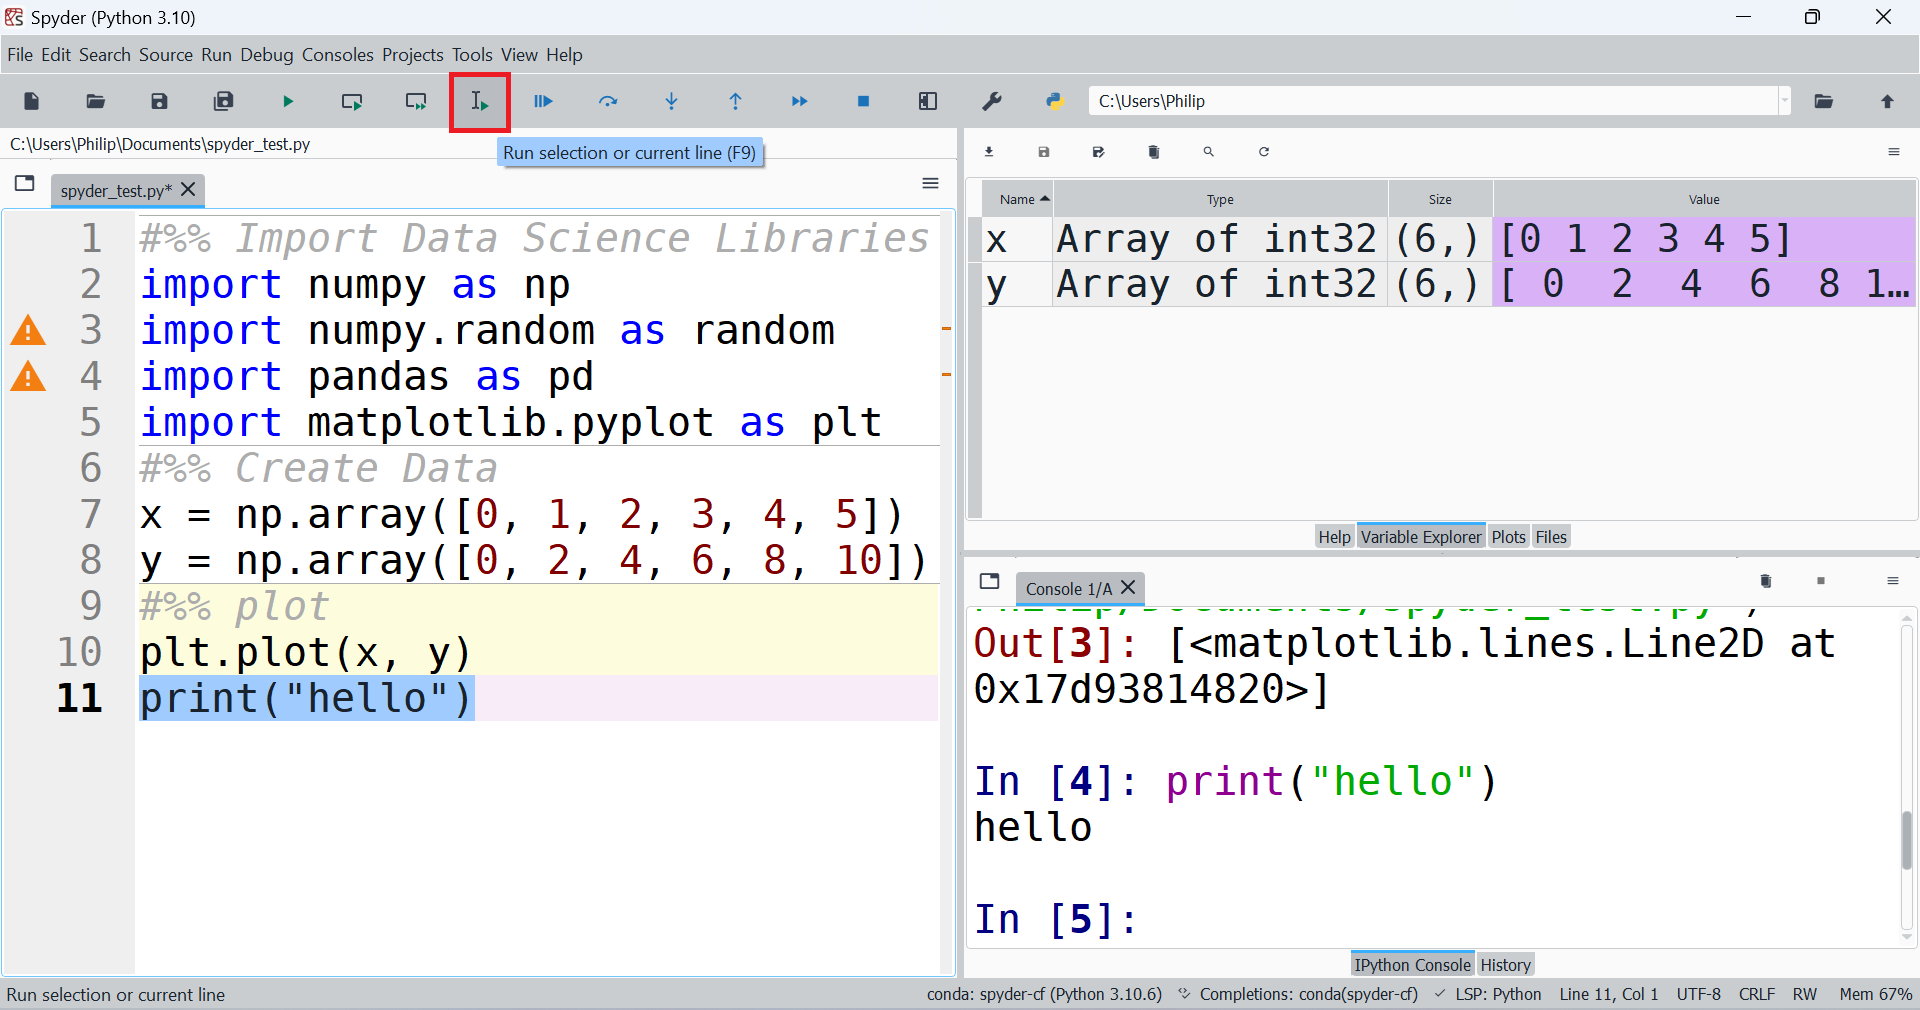 Spyder (Python 3.10)
File Edit Search Source Run Debug Consoles Projects Tools View Help
C:\Users\Philip
C:\Users\Philip\Documents\spyder_test.py
Run selection or current line (F9)
spyder_test.py*
1 #%% Import Data Science Libraries
2 import numpy as np
3 import numpy.random as random
4 import pandas as pd
5 import matplotlib.pyplot as plt
6 #%% Create Data
7 x = np.array([0, 1, 2, 3, 4, 5])
8 y = np.array([0, 2, 4, 6, 8, 10])
9 #%% plot
10 plt.plot(x, y)
11 print("hello")
Name Type Size Value
x Array of int32 (6,) [0 1 2 3 4 5]
y Array of int32 (6,) [ 0 2 4 6 8 1…
Help Variable Explorer Plots Files
Console 1/A
Out[3]: [<matplotlib.lines.Line2D at
0x17d93814820>]
In [4]: print("hello")
hello
In [5]:
IPython Console History
Run selection or current line
conda: spyder-cf (Python 3.10.6) Completions: conda(spyder-cf) LSP: Python Line 11, Col 1 UTF-8 CRLF RW Mem 67%